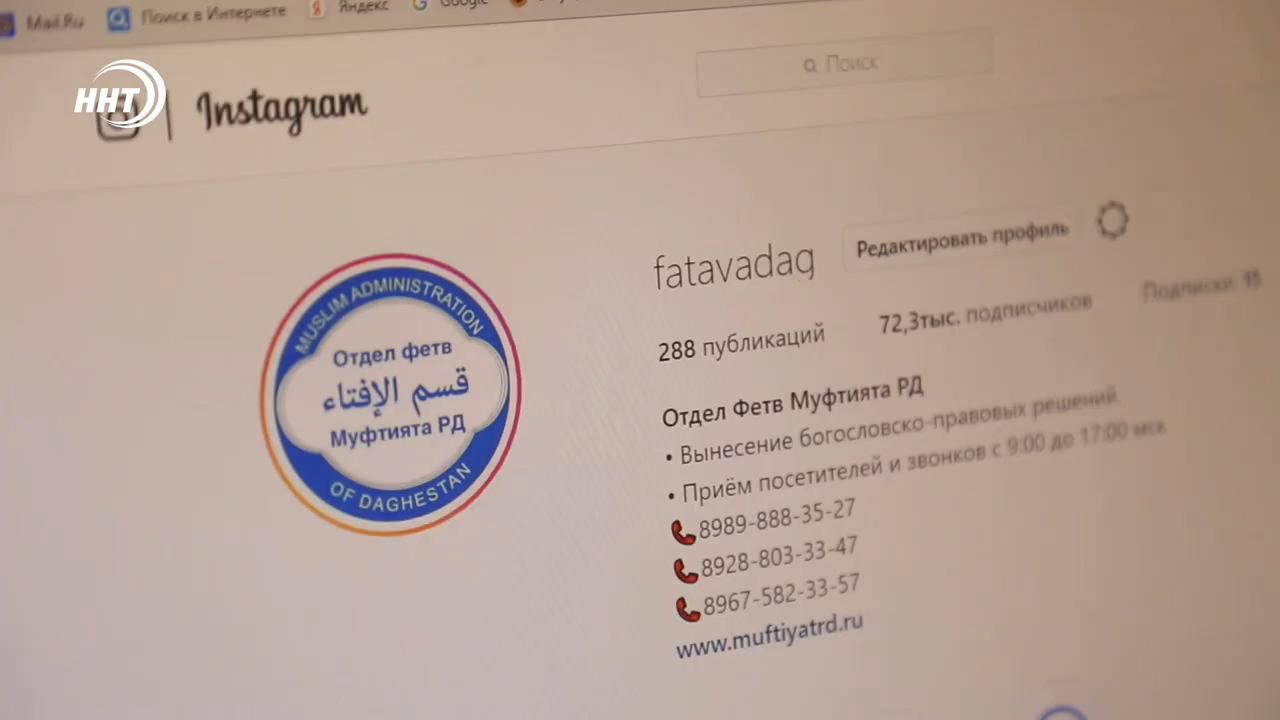 Mail.Ru Поиск в Интернете Яндекс Google
ННТ
Instagram
Поиск
fatavadag Редактировать профиль
288 публикаций 72,3тыс. подписчиков Подписки: 15
MUSLIM ADMINISTRATION
Отдел фетв
قسم الإفتاء
Муфтията РД
OF DAGHESTAN
Отдел Фетв Муфтията РД
• Вынесение богословско-правовых решений
• Приём посетителей и звонков с 9:00 до 17:00 мск
8989-888-35-27
8928-803-33-47
8967-582-33-57
www.muftiyatrd.ru